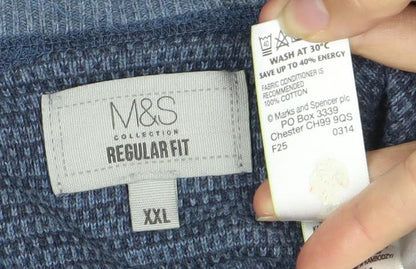 M&S
COLLECTION
REGULAR FIT
XXL
WASH AT 30°C
SAVE UP TO 40% ENERGY
FABRIC CONDITIONER IS
RECOMMENDED
100% COTTON
© Marks and Spencer plc
PO Box 3339
Chester CH99 9QS
F25 0314